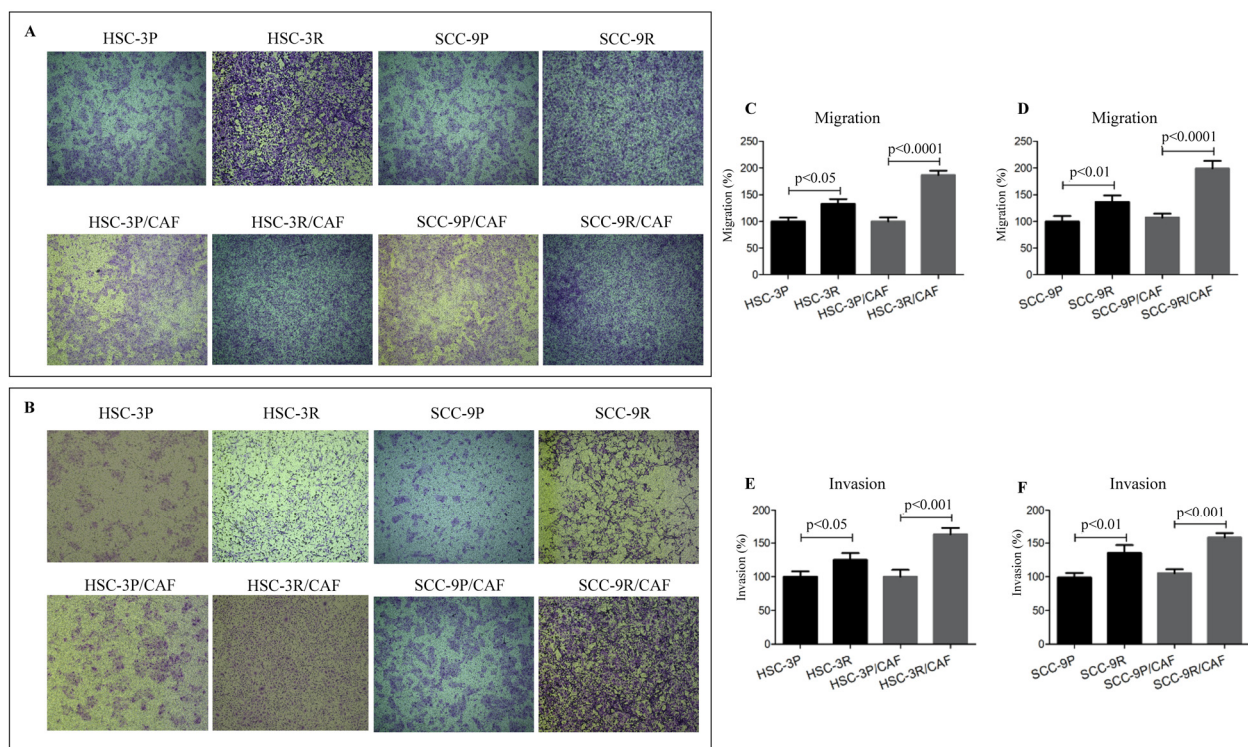 A
HSC-3P HSC-3R SCC-9P SCC-9R
HSC-3P/CAF HSC-3R/CAF SCC-9P/CAF SCC-9R/CAF
B
HSC-3P HSC-3R SCC-9P SCC-9R
HSC-3P/CAF HSC-3R/CAF SCC-9P/CAF SCC-9R/CAF
C
Migration
Migration (%)
250
200
150
100
50
0
p<0.05
p<0.0001
HSC-3P
HSC-3R
HSC-3P/CAF
HSC-3R/CAF
D
Migration
Migration (%)
250
200
150
100
50
0
p<0.01
p<0.0001
SCC-9P
SCC-9R
SCC-9P/CAF
SCC-9R/CAF
E
Invasion
Invasion (%)
200
150
100
50
0
p<0.05
p<0.001
HSC-3P
HSC-3R
HSC-3P/CAF
HSC-3R/CAF
F
Invasion
Invasion (%)
200
150
100
50
0
p<0.01
p<0.001
SCC-9P
SCC-9R
SCC-9P/CAF
SCC-9R/CAF